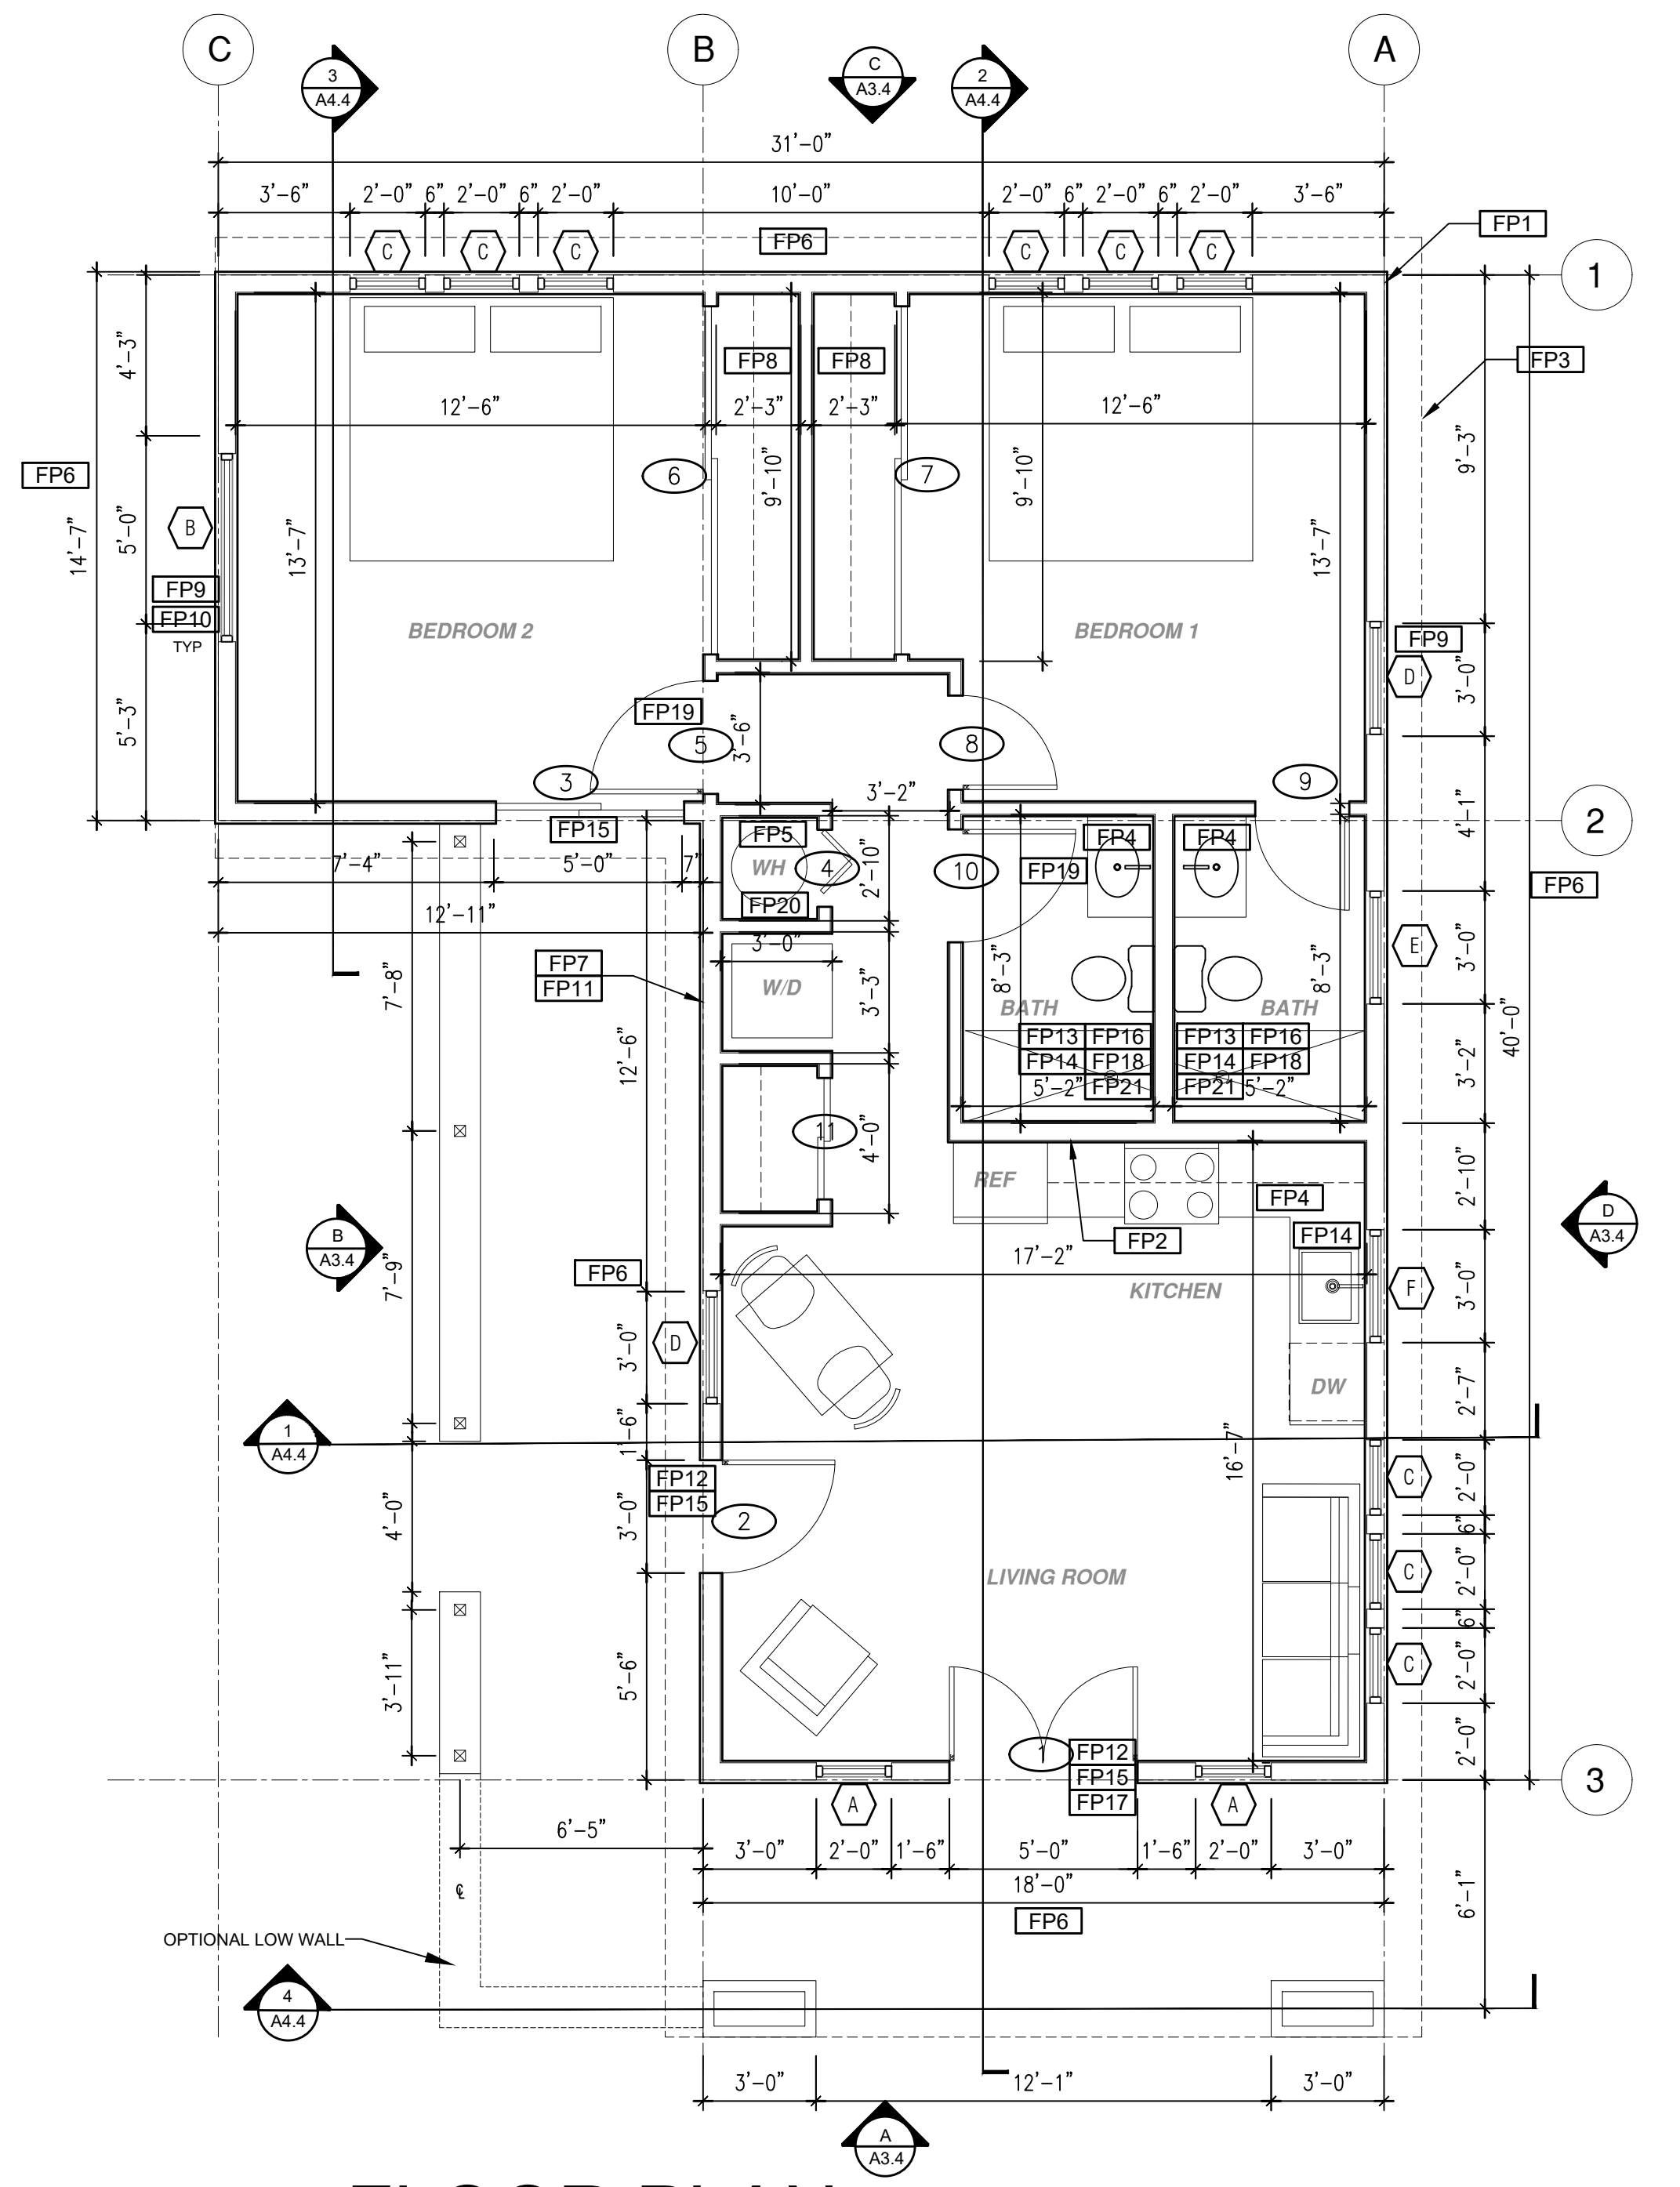 C
B
A
3
A4.4
C
A3.4
2
A4.4
31'-0"
3'-6" 2'-0" 6" 2'-0" 6" 2'-0" 10'-0" 2'-0" 6" 2'-0" 6" 2'-0" 3'-6"
FP1
FP6
C C C C C C
1
FP3
4'-3"
FP8 FP8
12'-6" 2'-3" 2'-3" 12'-6"
9'-3"
FP6
6
7
9'-10"
9'-10"
14'-7"
5'-0"
B
13'-7"
13'-7"
FP9
FP10
TYP
BEDROOM 2
BEDROOM 1
FP9
D
3'-0"
5'-3"
FP19
5
3'-6"
8
3
9
3'-2"
4'-1"
2
FP15
FP5
FP4
FP4
7'-4" 5'-0" 7"
WH
4
2'-10"
10
FP19
FP6
FP20
12'-11"
3'-0"
E
3'-0"
FP7
FP11
7'-8"
W/D
3'-3"
8'-3"
8'-3"
BATH
BATH
40'-0"
12'-6"
FP13 FP16
FP14 FP18
FP21
FP13 FP16
FP14 FP18
FP21
5'-2"
5'-2"
3'-2"
11
4'-0"
REF
FP4
2'-10"
D
A3.4
B
A3.4
FP2
FP14
17'-2"
FP6
7'-9"
KITCHEN
F
3'-0"
D
3'-0"
DW
2'-7"
1
A4.4
1'-6"
16'-7"
FP12
FP15
C
2'-0"
4'-0"
3'-0"
2
6"
C
2'-0"
LIVING ROOM
6"
3'-11"
5'-6"
C
2'-0"
1
FP12
FP15
FP17
2'-0"
3
A
A
6'-5"
3'-0" 2'-0" 1'-6" 5'-0" 1'-6" 2'-0" 3'-0"
18'-0"
℄
FP6
6'-1"
OPTIONAL LOW WALL
4
A4.4
3'-0" 12'-1" 3'-0"
A
A3.4
FLOOR PLAN